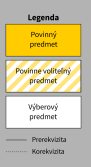 Legenda
Povinný
predmet
Povinne voliteľný
predmet
Výberový
predmet
Prerekvizita
Korekvizita